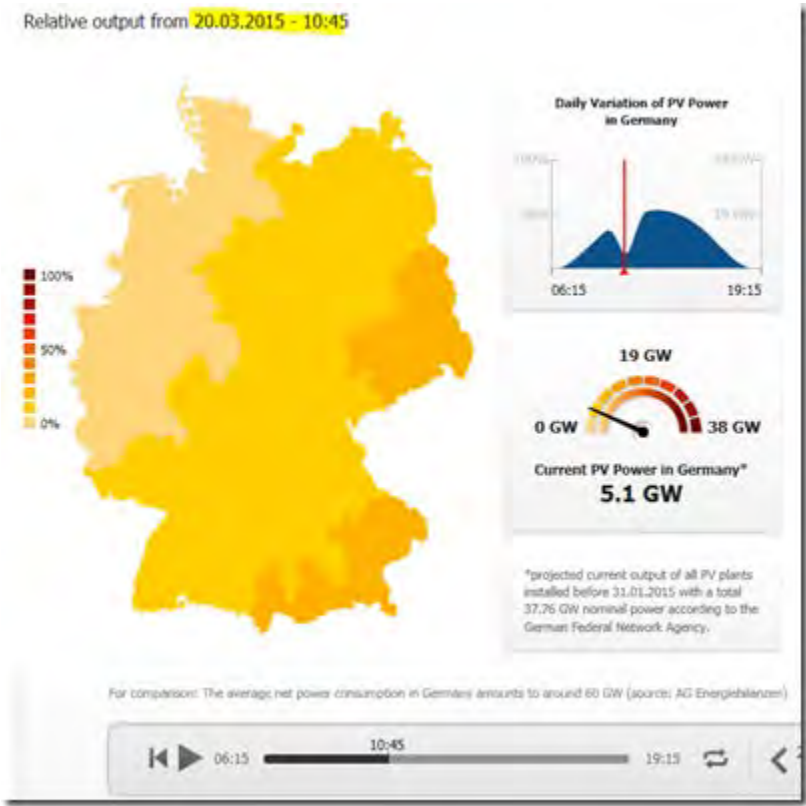 Relative output from 20.03.2015 - 10:45
Daily Variation of PV Power
in Germany
100%
06:15
19:15
100%
50%
0%
19 GW
0 GW
38 GW
Current PV Power in Germany*
5.1 GW
*projected current output of all PV plants
installed before 31.01.2015 with a total
37.76 GW nominal power according to the
German Federal Network Agency.
For comparison: The average net power consumption in Germany amounts to around 60 GW (source: AG Energiebilanzen)
10:45
06:15
19:15